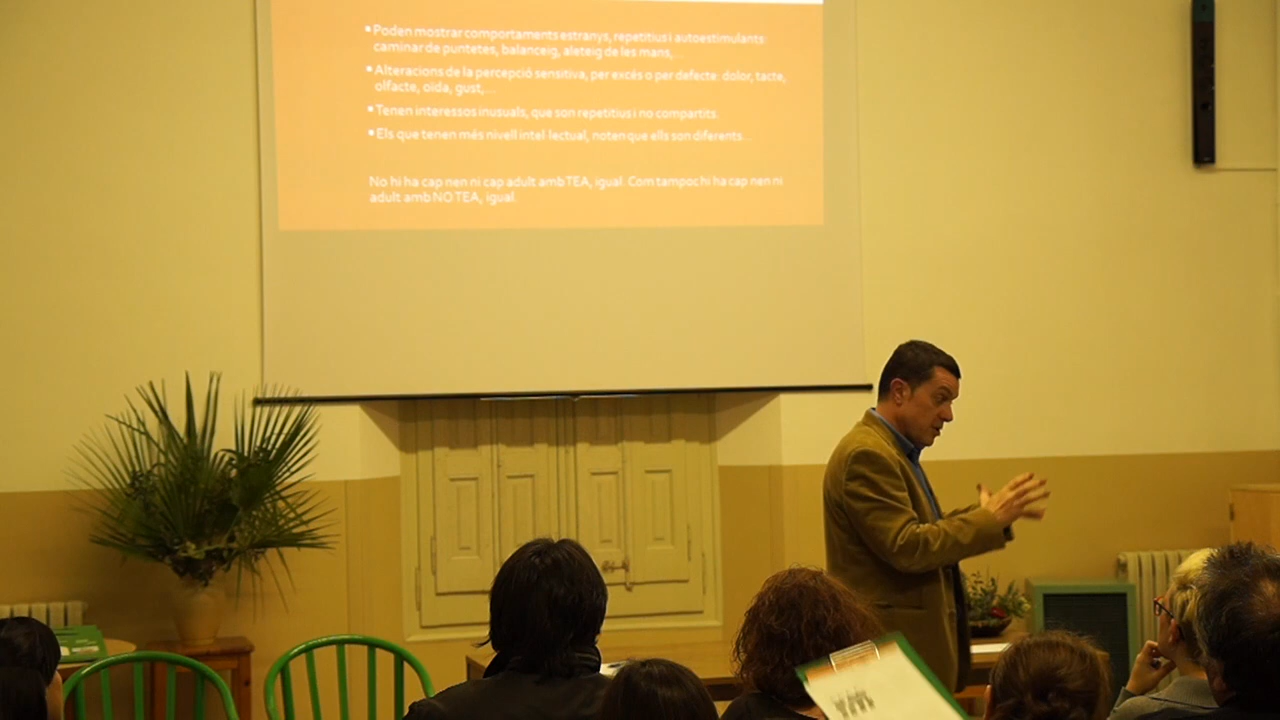 Poden mostrar comportaments estranys, repetitius i autoestimulants
caminar de puntetes, balanceig, aleteig de les mans,...
Alteracions de la percepció sensitiva, per excés o per defecte: dolor, tacte,
olfacte, oïda, gust,...
Tenen interessos inusuals, que son repetitius i no compartits.
Els que tenen més nivell intel·lectual, noten que ells son diferents...
No hi ha cap nen ni cap adult amb TEA, igual. Com tampoc hi ha cap nen ni
adult amb NO TEA, igual.